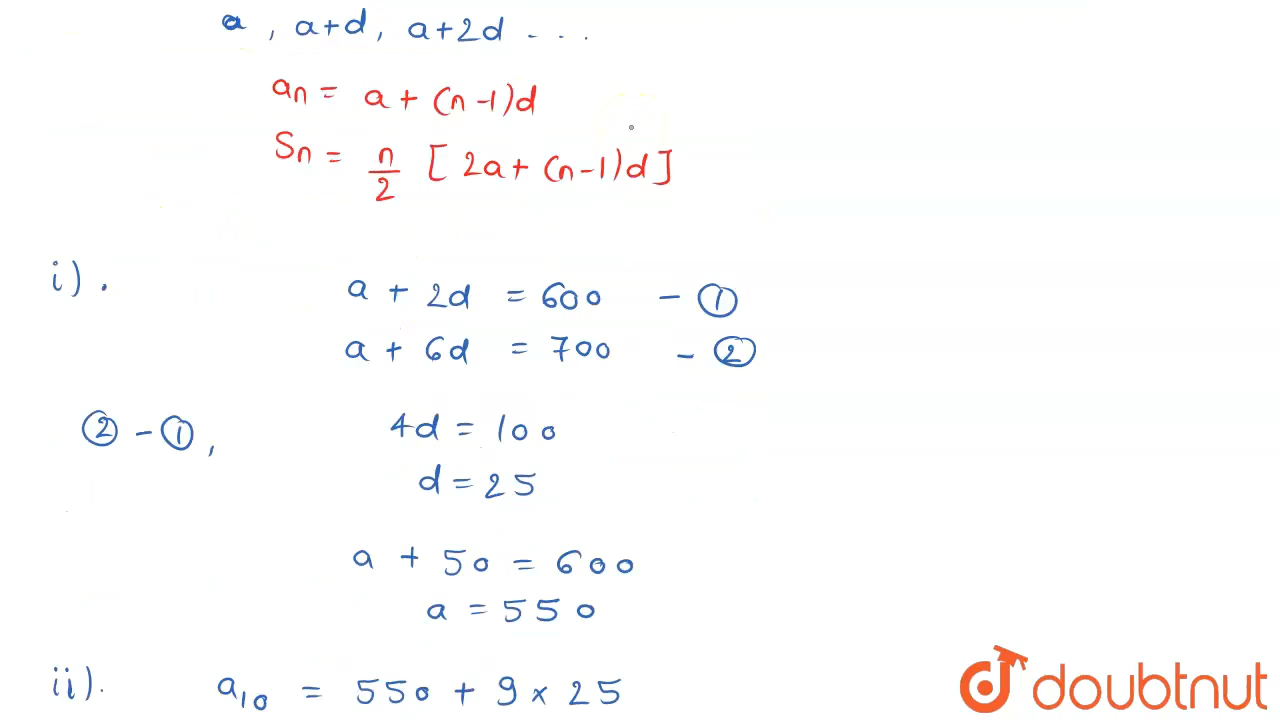 a , a+d, a+2d ...
an = a + (n-1)d
Sn = n/2 [2a + (n-1)d]
i). a + 2d = 600 - ①
a + 6d = 700 - ②
② - ①, 4d = 100
d = 25
a + 50 = 600
a = 550
ii). a10 = 550 + 9 × 25
doubtnut